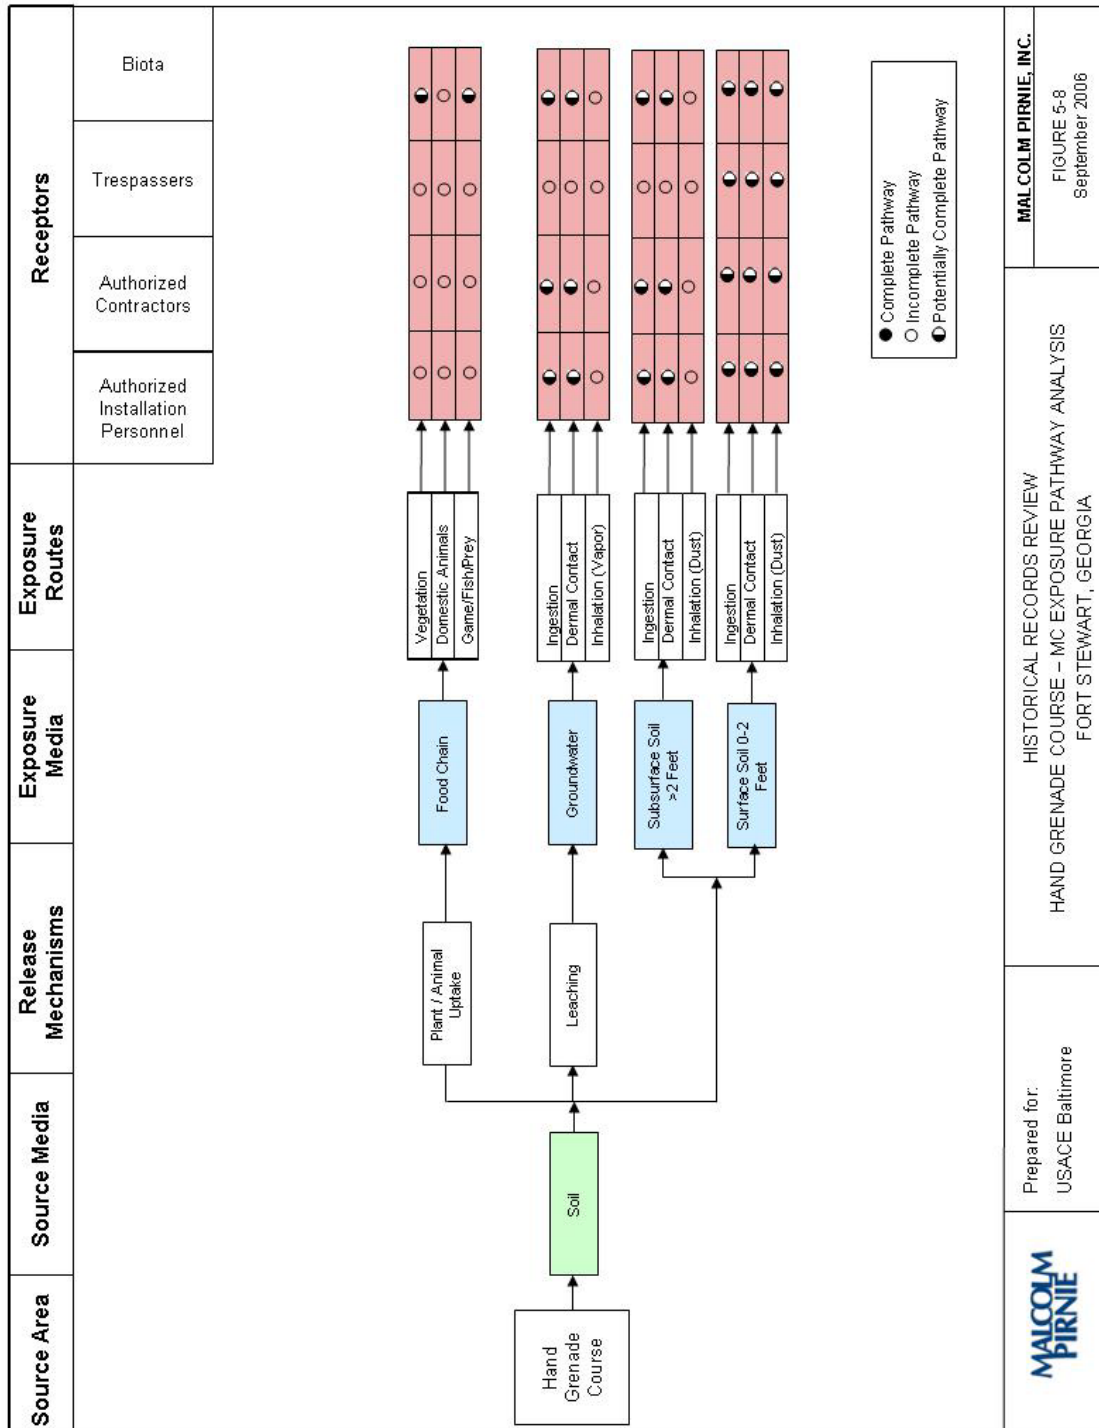 Source Area
Source Media
Release
Mechanisms
Exposure
Media
Exposure
Routes
Receptors
Authorized
Installation
Personnel
Authorized
Contractors
Trespassers
Biota
Hand
Grenade
Course
Soil
Plant / Animal
Uptake
Food Chain
Vegetation
Domestic Animals
Game/Fish/Prey
Leaching
Groundwater
Ingestion
Dermal Contact
Inhalation (Vapor)
Subsurface Soil
>2 Feet
Ingestion
Dermal Contact
Inhalation (Dust)
Surface Soil 0-2
Feet
Ingestion
Dermal Contact
Inhalation (Dust)
Complete Pathway
Incomplete Pathway
Potentially Complete Pathway
MALCOLM
PIRNIE
Prepared for:
USACE Baltimore
HISTORICAL RECORDS REVIEW
HAND GRENADE COURSE – MC EXPOSURE PATHWAY ANALYSIS
FORT STEWART, GEORGIA
MALCOLM PIRNIE, INC.
FIGURE 5-8
September 2006